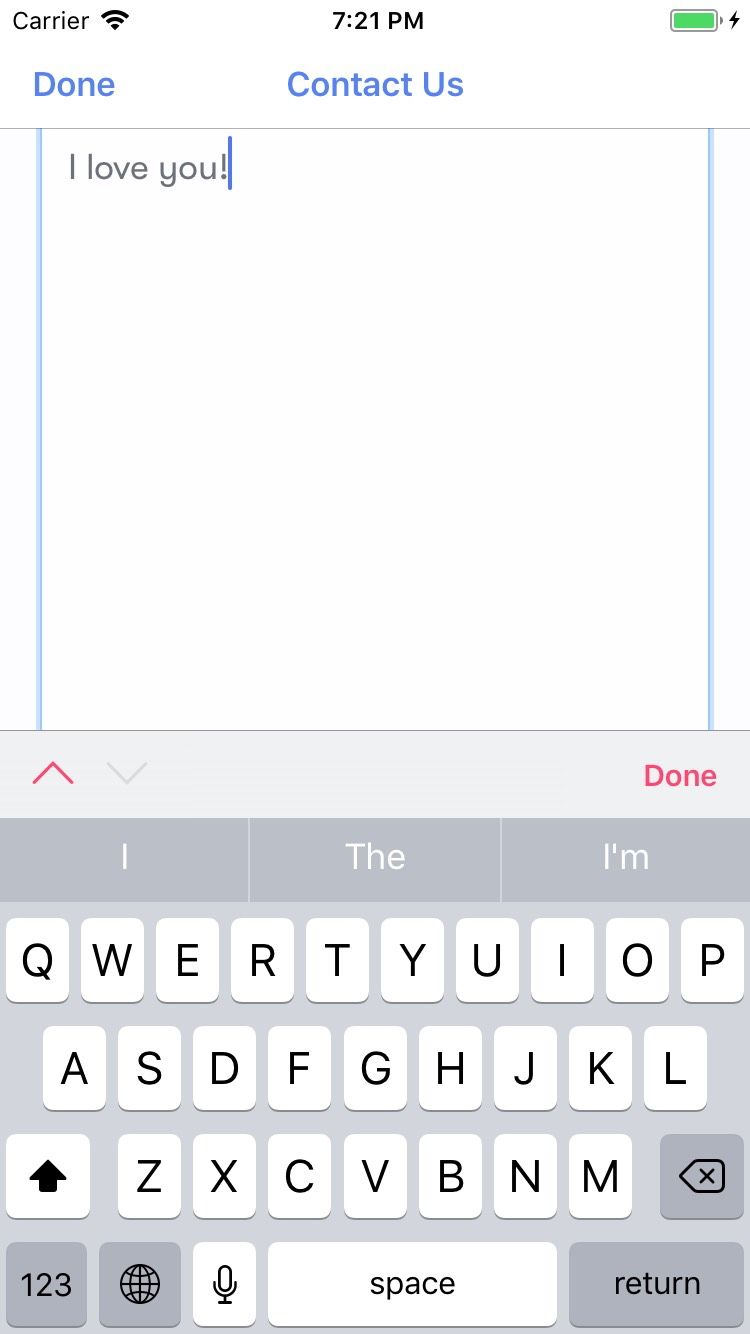 Carrier 7:21 PM
Done Contact Us
I love you!
Done
I The I'm
Q W E R T Y U I O P
A S D F G H J K L
Z X C V B N M
123 space return